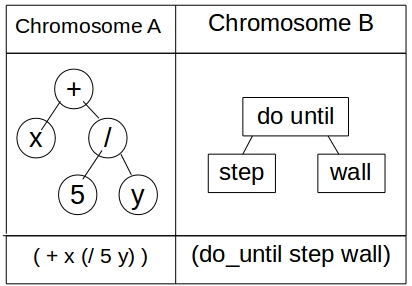 Chromosome A
Chromosome B
+
x
/
5
y
do until
step
wall
( + x (/ 5 y) )
(do_until step wall)